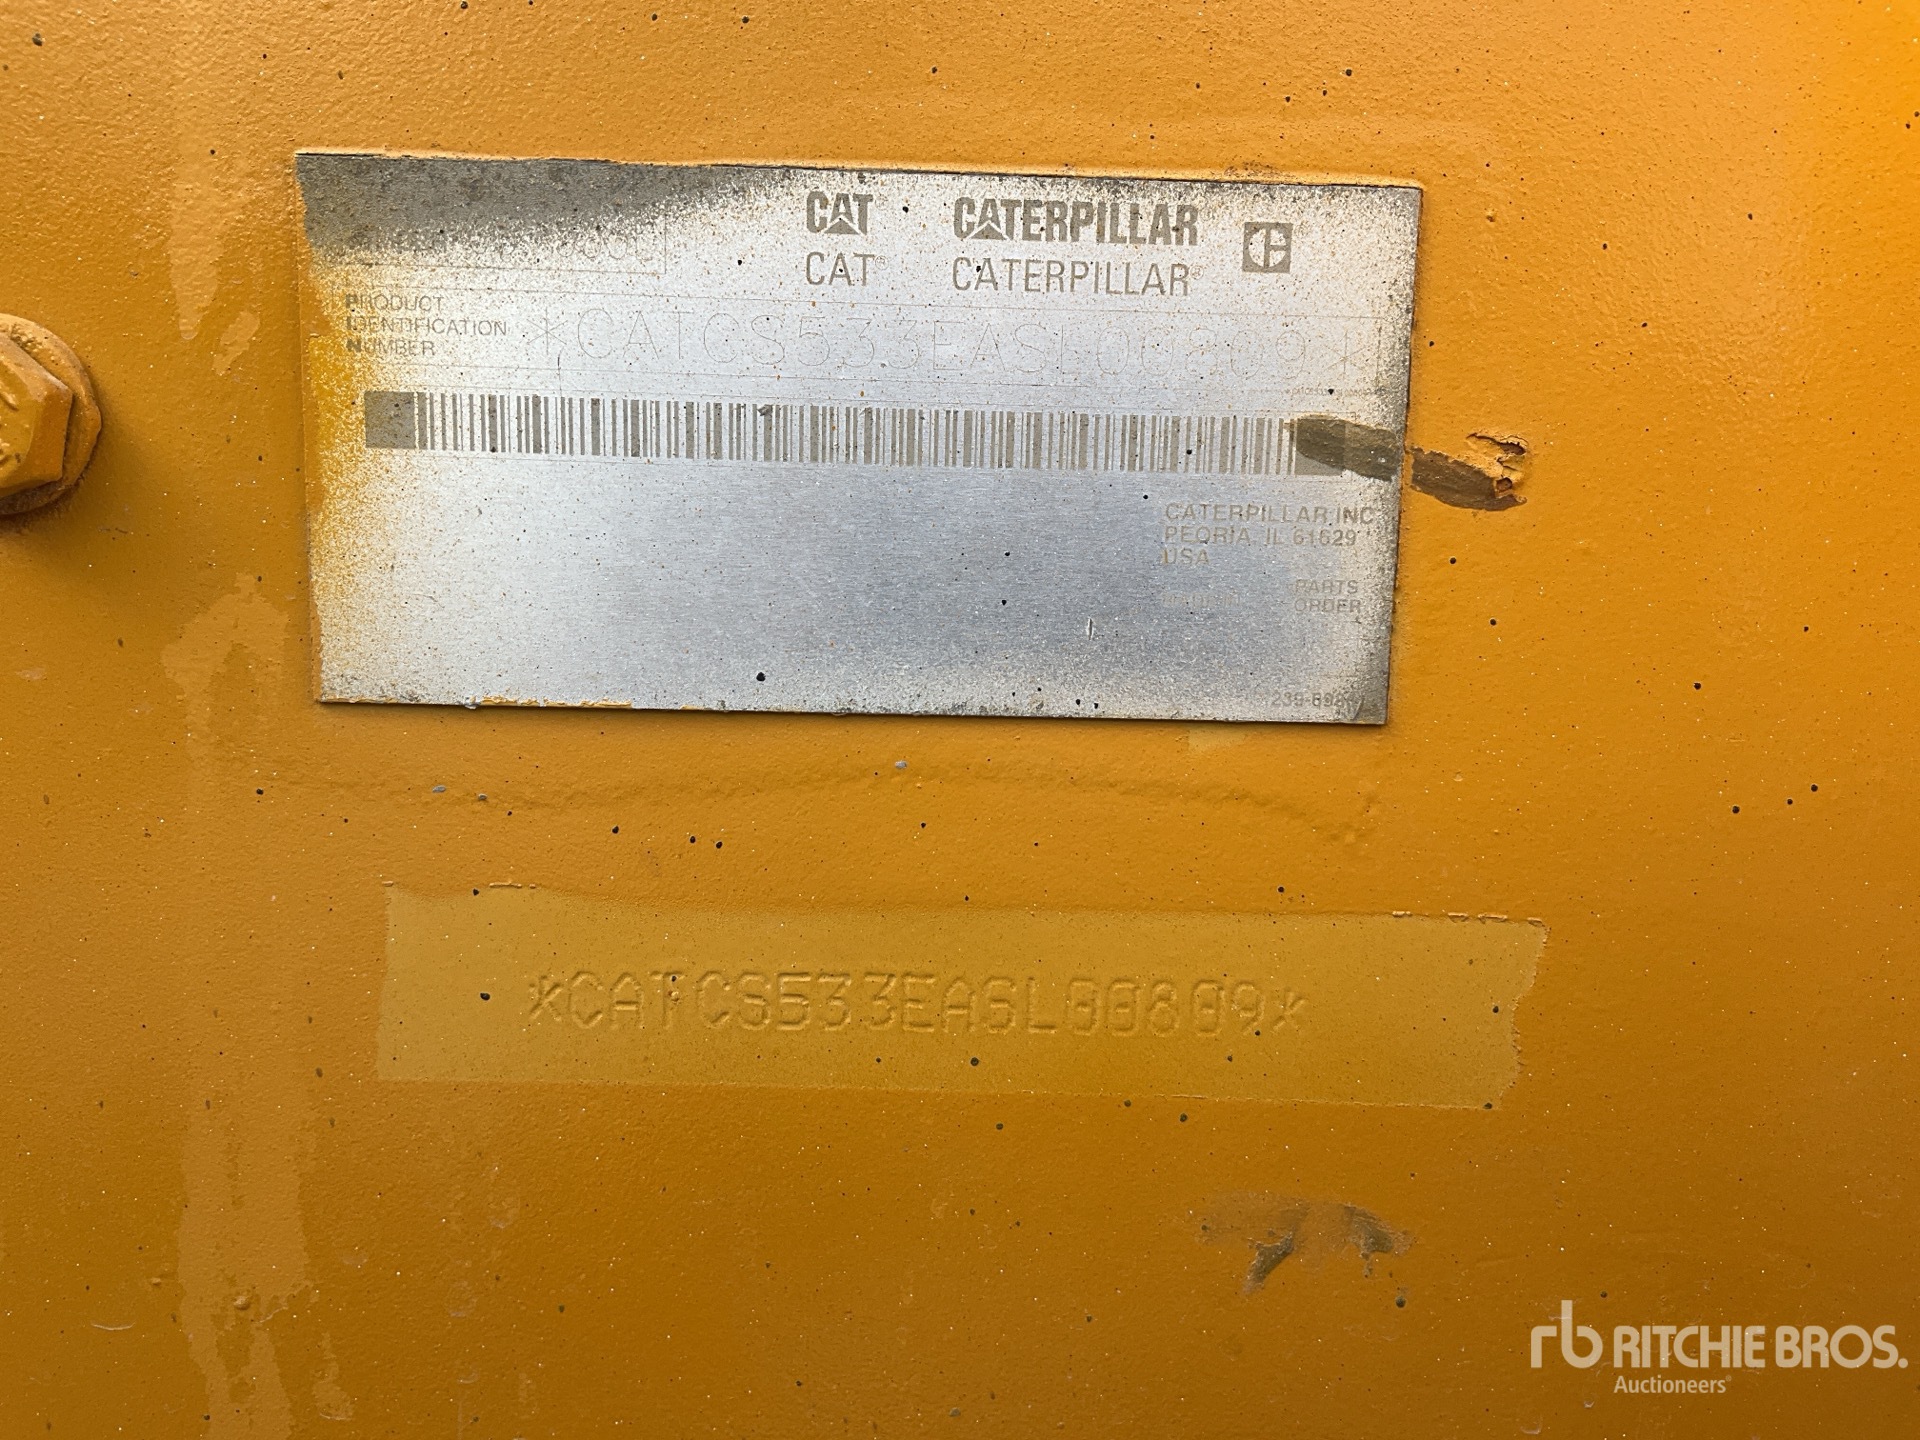 CAT CATERPILLAR
CAT® CATERPILLAR®
PRODUCT
IDENTIFICATION
NUMBER
*CATCS533EASL00809*
CATERPILLAR INC
PEORIA IL 61629
USA
PARTS
ORDER
*CATCS533EASL00809*
rb RITCHIE BROS.
Auctioneers®